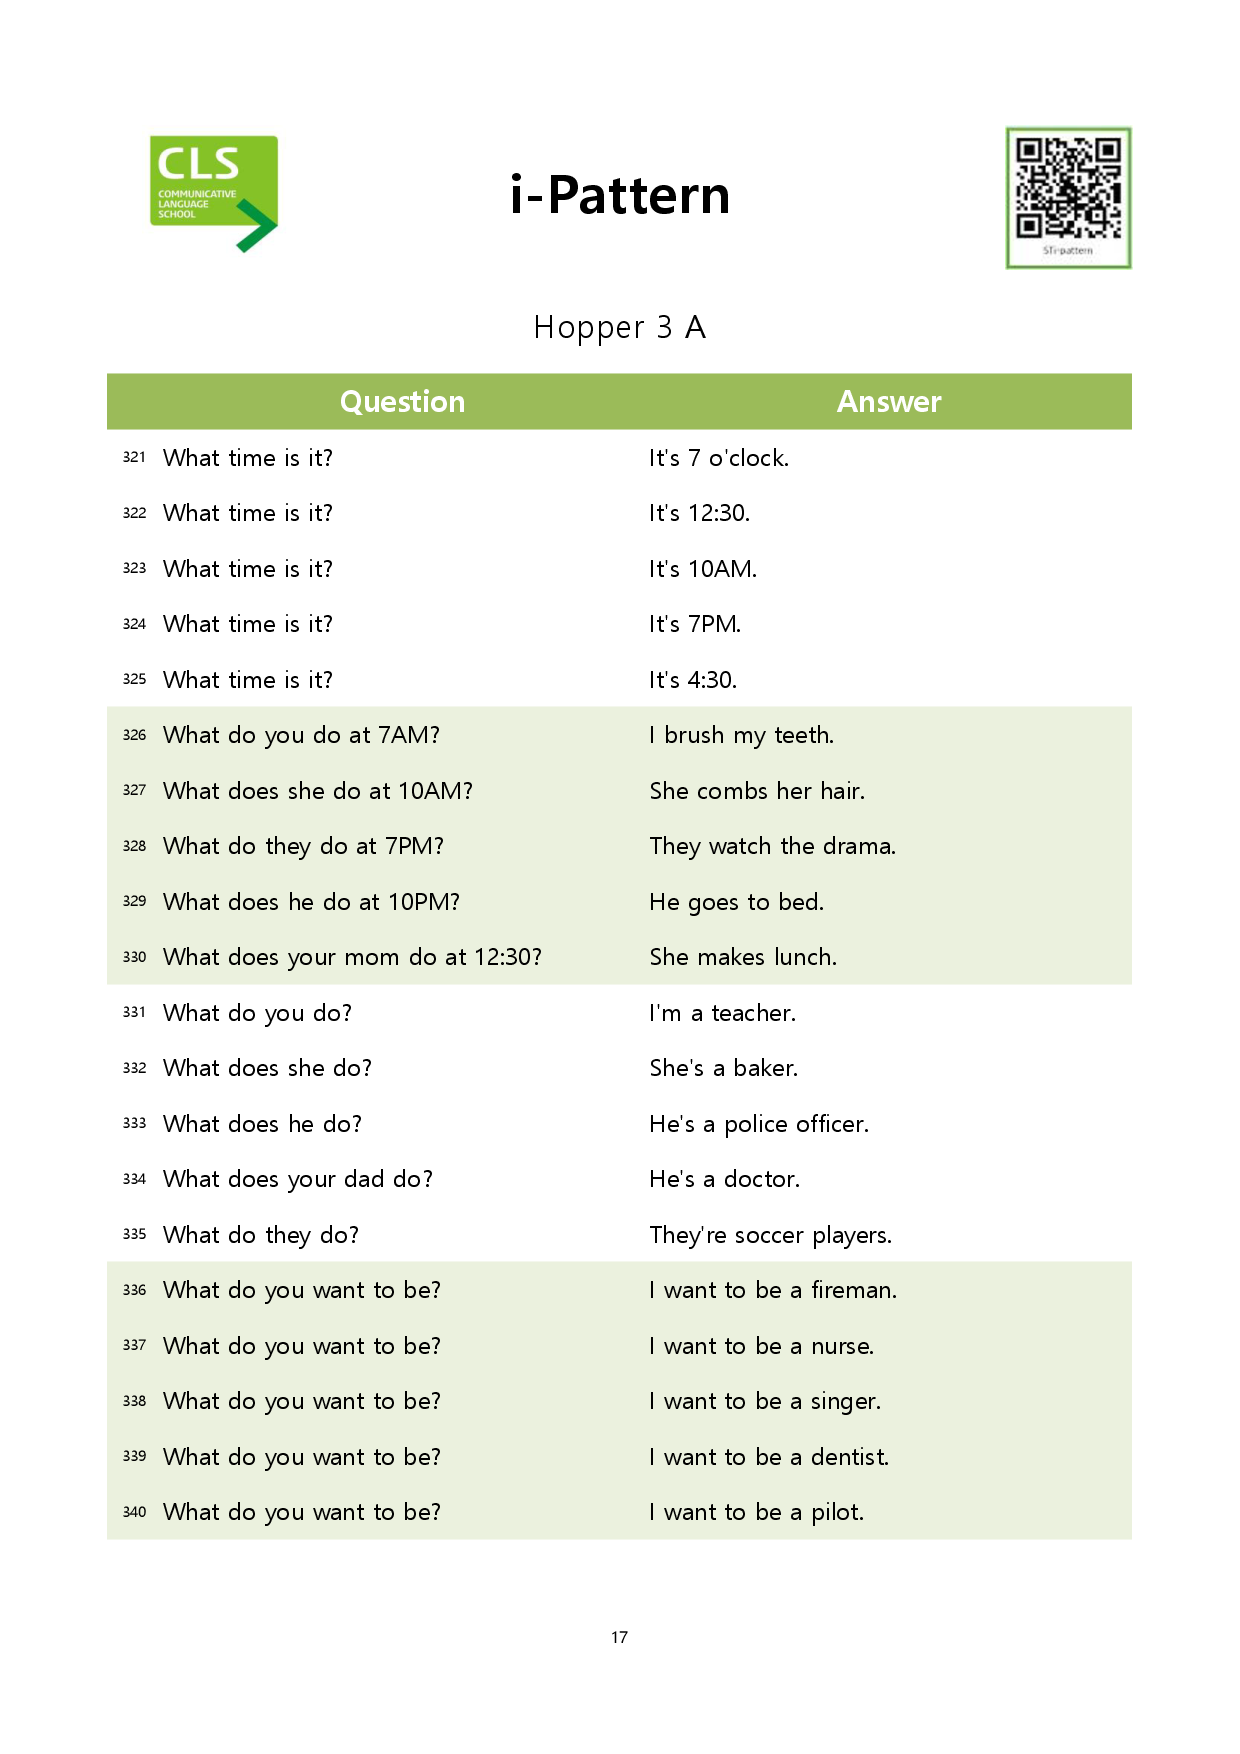 CLS
COMMUNICATIVE
LANGUAGE
SCHOOL
i-Pattern
STi-pattern
Hopper 3 A
Question Answer
321 What time is it? It's 7 o'clock.
322 What time is it? It's 12:30.
323 What time is it? It's 10AM.
324 What time is it? It's 7PM.
325 What time is it? It's 4:30.
326 What do you do at 7AM? I brush my teeth.
327 What does she do at 10AM? She combs her hair.
328 What do they do at 7PM? They watch the drama.
329 What does he do at 10PM? He goes to bed.
330 What does your mom do at 12:30? She makes lunch.
331 What do you do? I'm a teacher.
332 What does she do? She's a baker.
333 What does he do? He's a police officer.
334 What does your dad do? He's a doctor.
335 What do they do? They're soccer players.
336 What do you want to be? I want to be a fireman.
337 What do you want to be? I want to be a nurse.
338 What do you want to be? I want to be a singer.
339 What do you want to be? I want to be a dentist.
340 What do you want to be? I want to be a pilot.
17